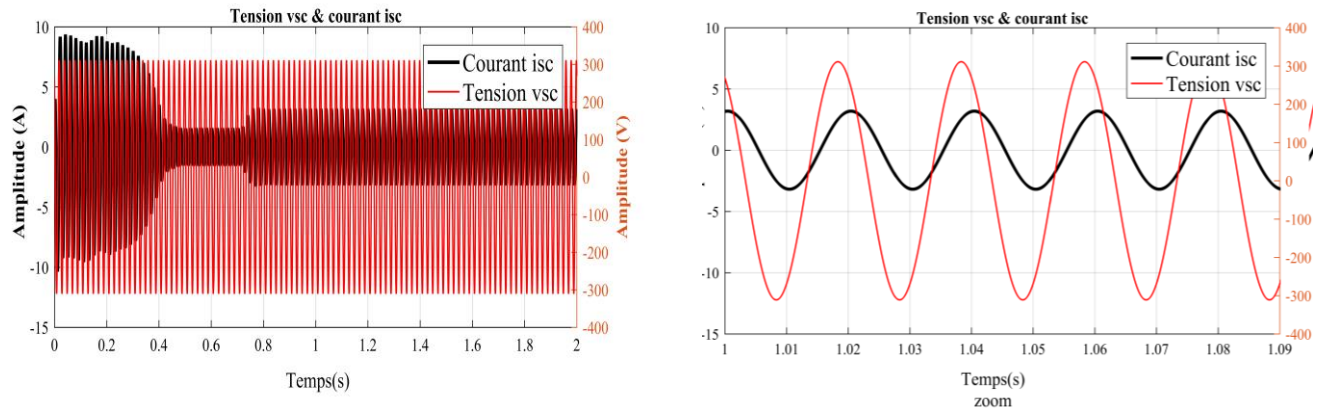 Tension vsc & courant isc
10
5
0
-5
-10
-15
Amplitude (A)
400
300
200
100
0
-100
-200
-300
-400
Amplitude (V)
Courant isc
Tension vsc
0 0.2 0.4 0.6 0.8 1 1.2 1.4 1.6 1.8 2
Temps(s)
Tension vsc & courant isc
10
5
0
-5
-10
-15
400
300
200
100
0
-100
-200
-300
-400
Courant isc
Tension vsc
1 1.01 1.02 1.03 1.04 1.05 1.06 1.07 1.08 1.09
Temps(s)
zoom